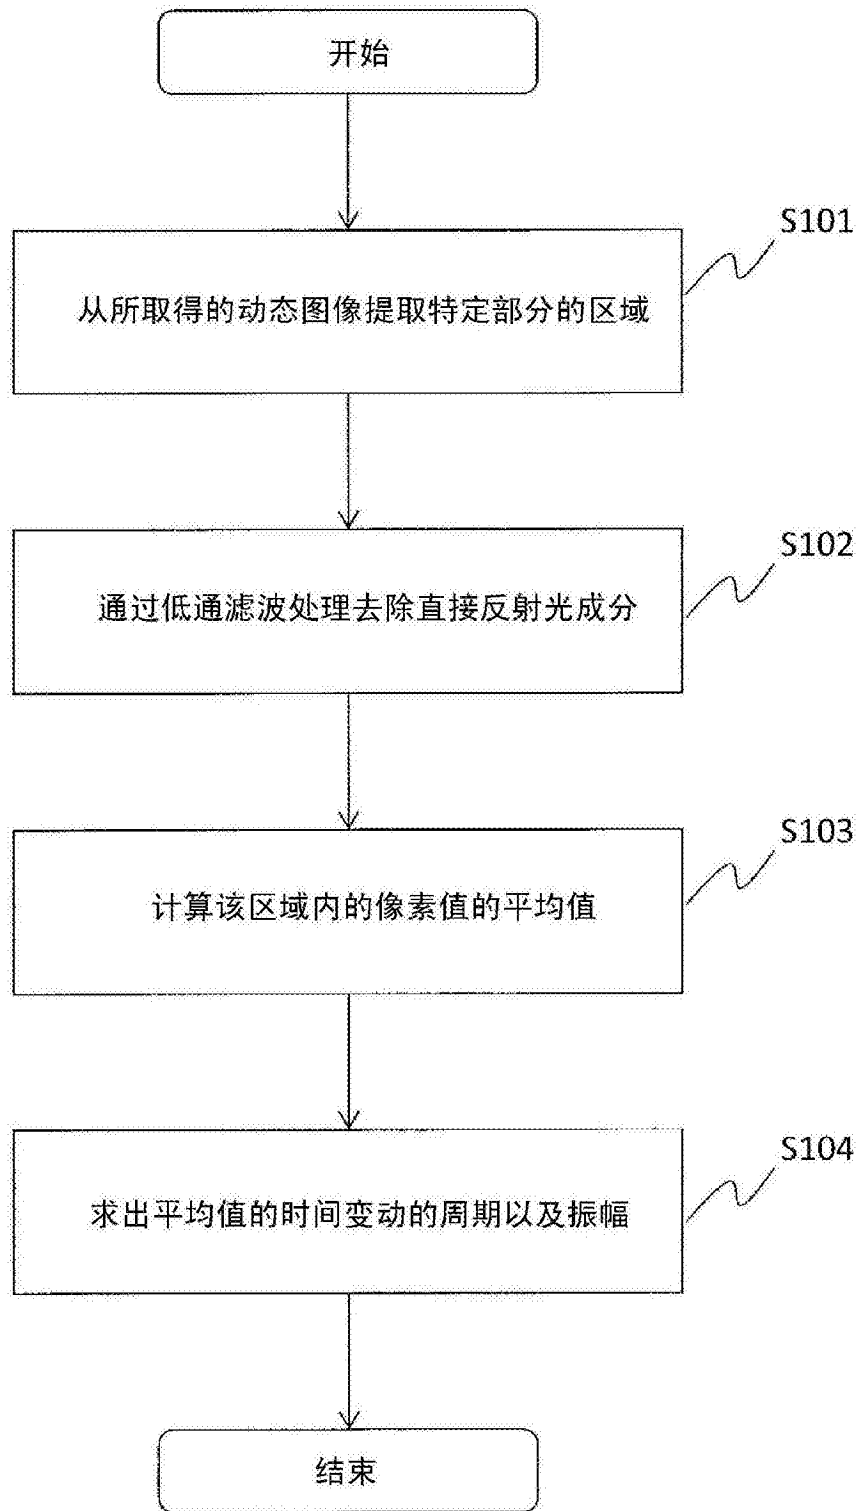 开始
S101
从所取得的动态图像提取特定部分的区域
S102
通过低通滤波处理去除直接反射光成分
S103
计算该区域内的像素值的平均值
S104
求出平均值的时间变动的周期以及振幅
结束